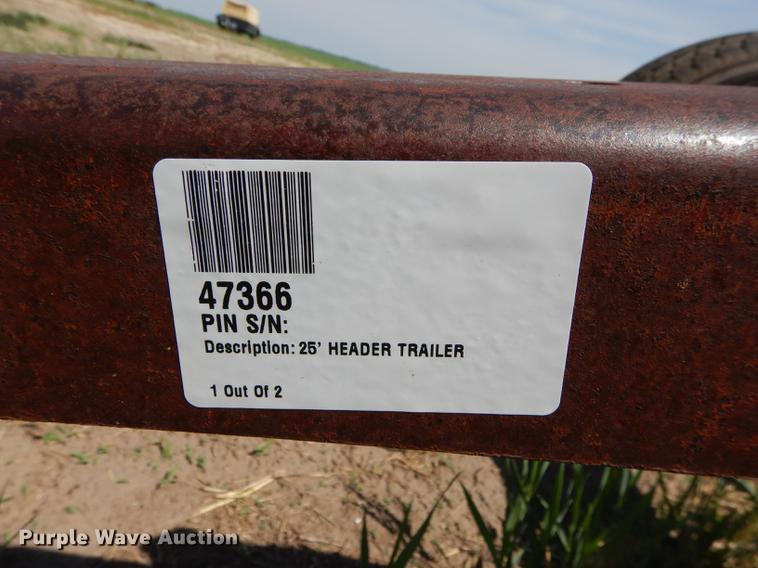 47366
PIN S/N:
Description: 25' HEADER TRAILER
1 Out Of 2
Purple Wave Auction